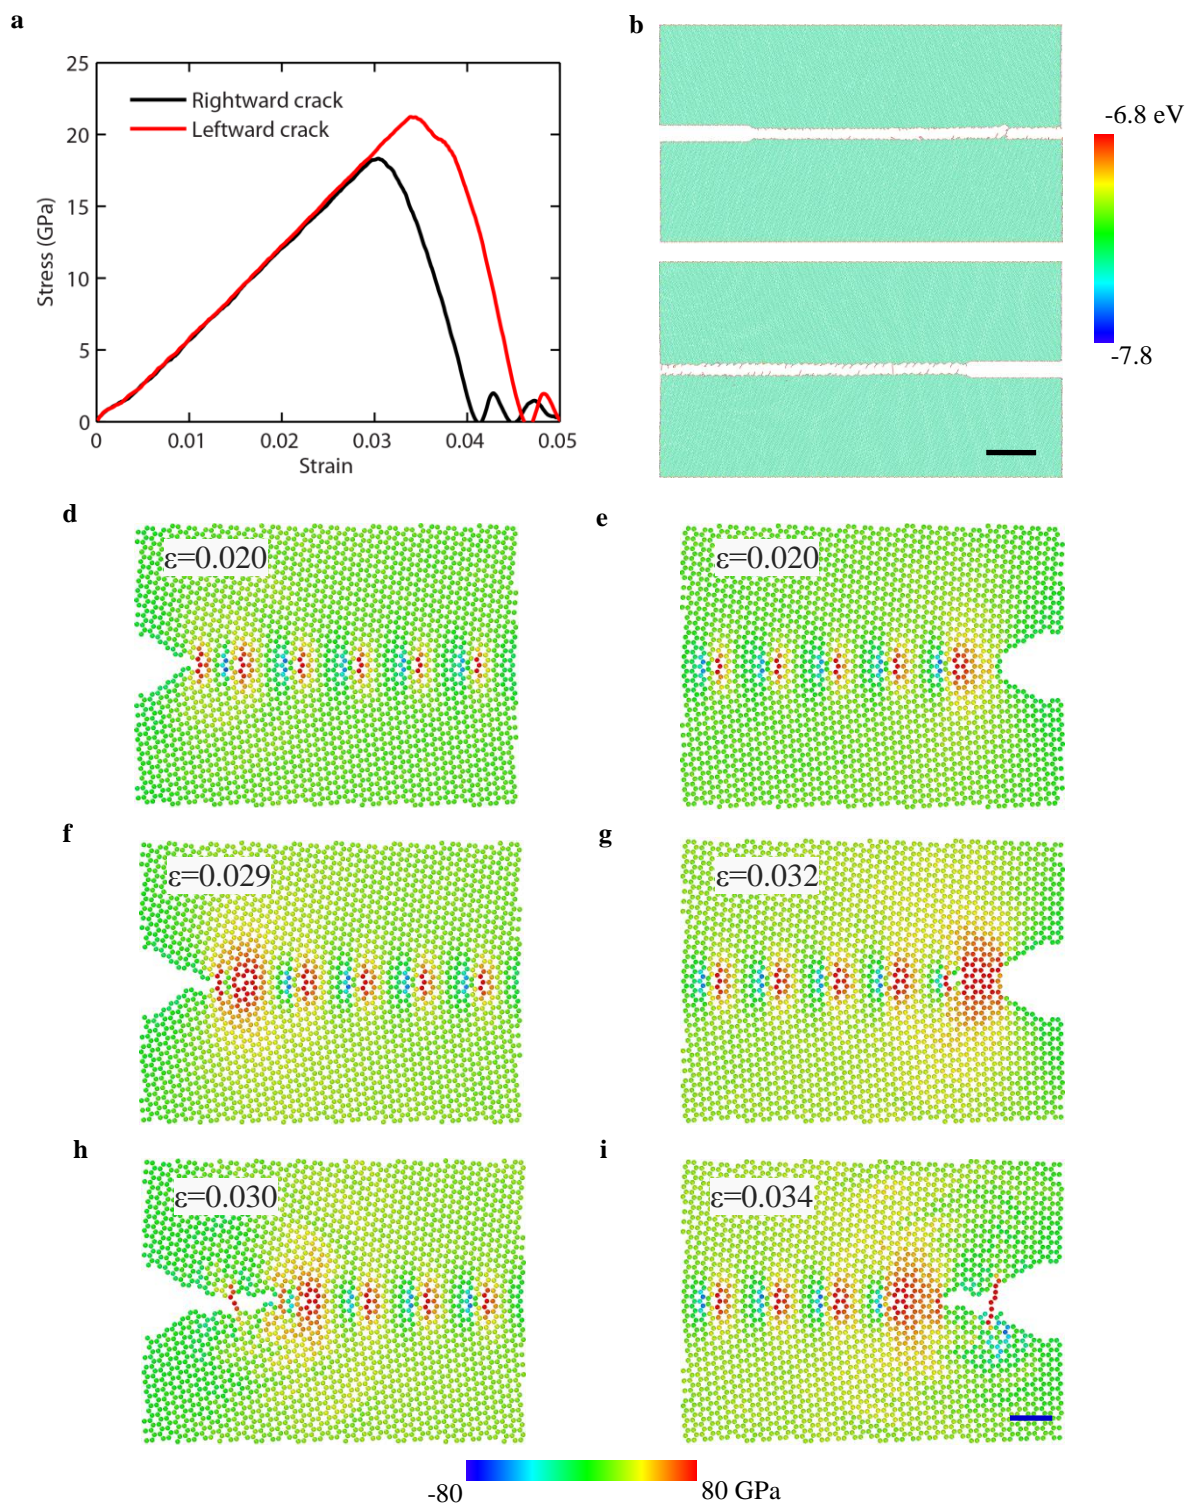 a
25
20
15
10
5
0
Stress (GPa)
Rightward crack
Leftward crack
0 0.01 0.02 0.03 0.04 0.05
Strain
b
-6.8 eV
-7.8
d
ε=0.020
e
ε=0.020
f
ε=0.029
g
ε=0.032
h
ε=0.030
i
ε=0.034
-80
80 GPa